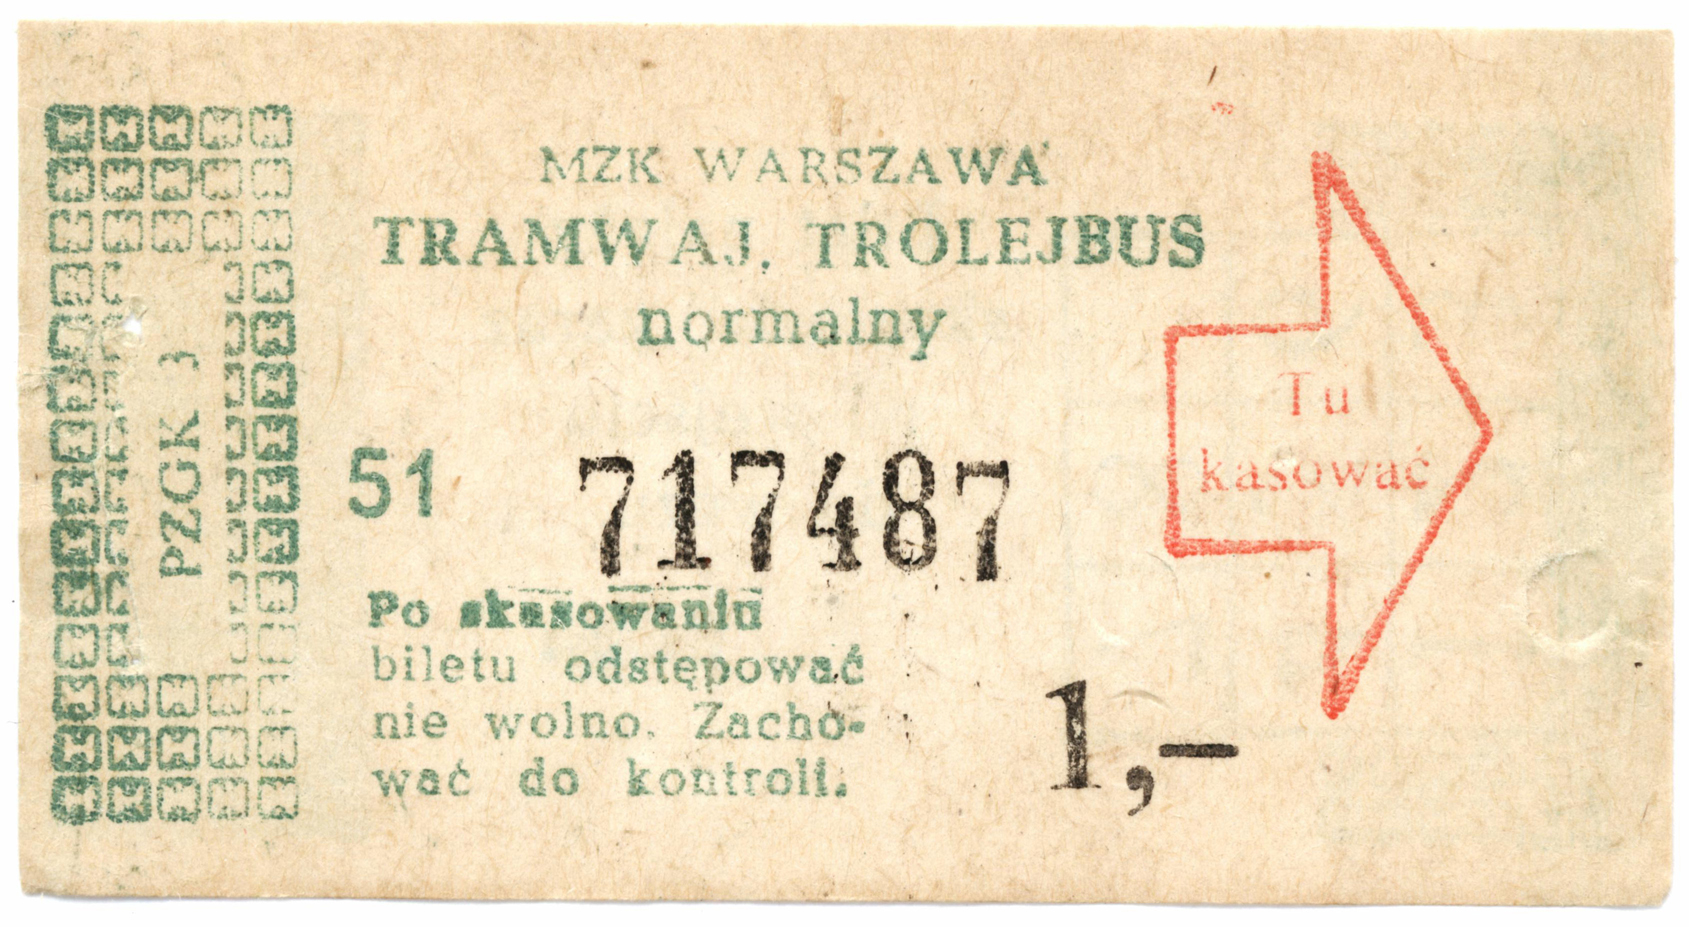 MZK WARSZAWA
TRAMWAJ, TROLEJBUS
normalny
PZGK 3
51 717487
Tu
kasować
Po skasowaniu
biletu odstępować
nie wolno. Zacho-
wać do kontroli.
1,—